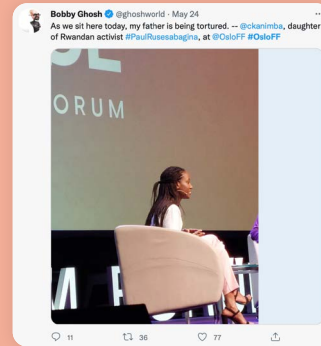 Bobby Ghosh @ghoshworld · May 24
As we sit here today, my father is being tortured. -- @ckanimba, daughter
of Rwandan activist #PaulRusesabagina, at @OsloFF #OsloFF
ORUM
11 36 77